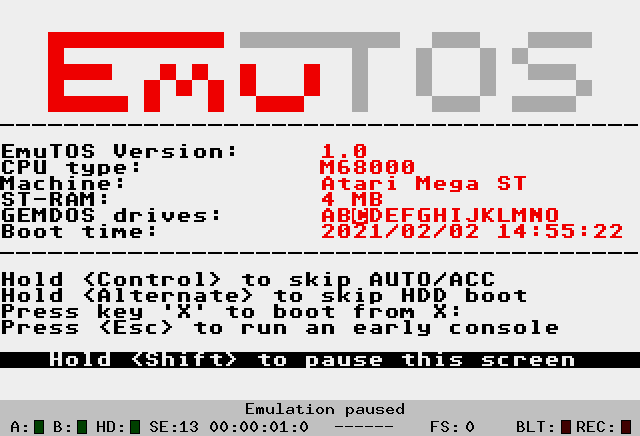 EmuTOS
EmuTOS Version: 1.0
CPU type: M68000
Machine: Atari Mega ST
ST-RAM: 4 MB
GEMDOS drives: ABCDEFGHIJKLMNO
Boot time: 2021/02/02 14:55:22
Hold <Control> to skip AUTO/ACC
Hold <Alternate> to skip HDD boot
Press key 'X' to boot from X:
Press <Esc> to run an early console
Hold <Shift> to pause this screen
Emulation paused
A: B: HD: SE:13 00:00:01:0 ------ FS: 0 BLT: REC: